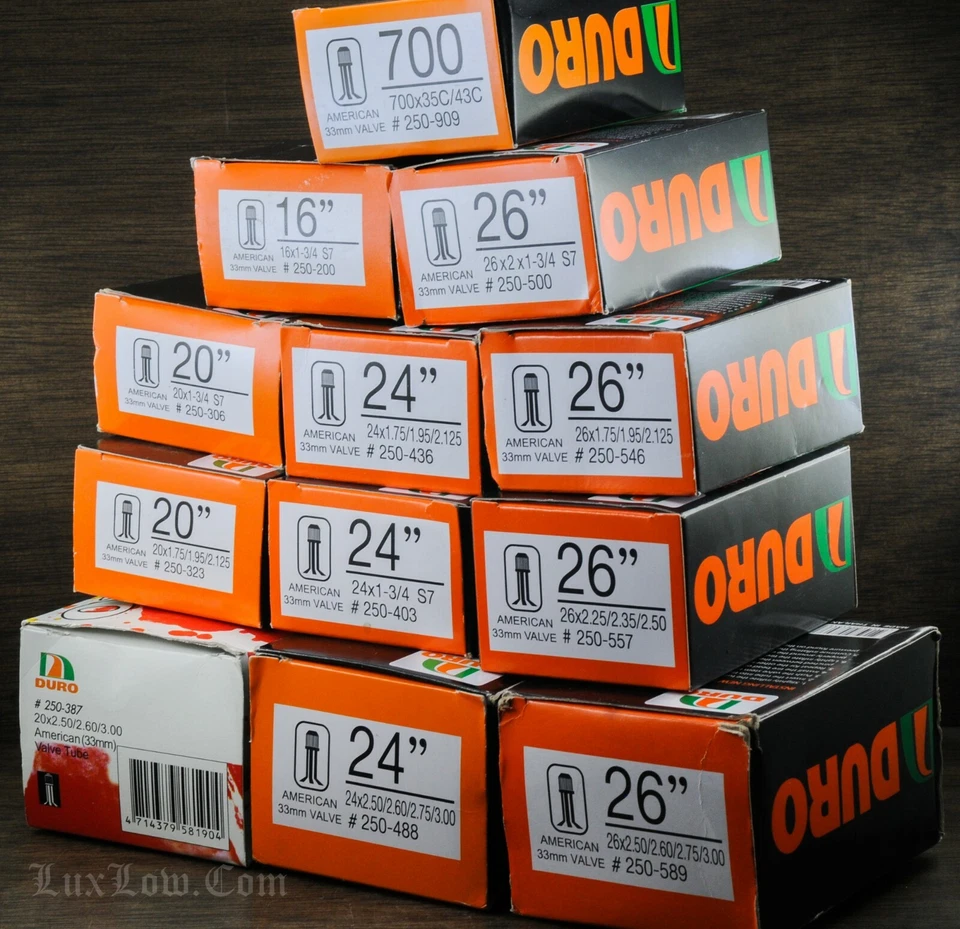 700
700x35C/43C
AMERICAN
33mm VALVE # 250-909
DURO
16”
16x1-3/4 S7
AMERICAN
33mm VALVE # 250-200
26”
26x2x1-3/4 S7
AMERICAN
33mm VALVE # 250-500
DURO
20”
20x1-3/4 S7
AMERICAN
33mm VALVE # 250-306
24”
24x1.75/1.95/2.125
AMERICAN
33mm VALVE # 250-436
26”
26x1.75/1.95/2.125
AMERICAN
33mm VALVE # 250-546
DURO
20”
20x1.75/1.95/2.125
AMERICAN
33mm VALVE # 250-323
24”
24x1-3/4 S7
AMERICAN
33mm VALVE # 250-403
26”
26x2.25/2.35/2.50
AMERICAN
33mm VALVE # 250-557
DURO
DURO
# 250-387
20x2.50/2.60/3.00
American (33mm)
Valve Tube
4 714379 581904
24”
24x2.50/2.60/2.75/3.00
AMERICAN
33mm VALVE # 250-488
DURO
INSTALLING NEW
26”
26x2.50/2.60/2.75/3.00
AMERICAN
33mm VALVE # 250-589
DURO
LuxLow.Com